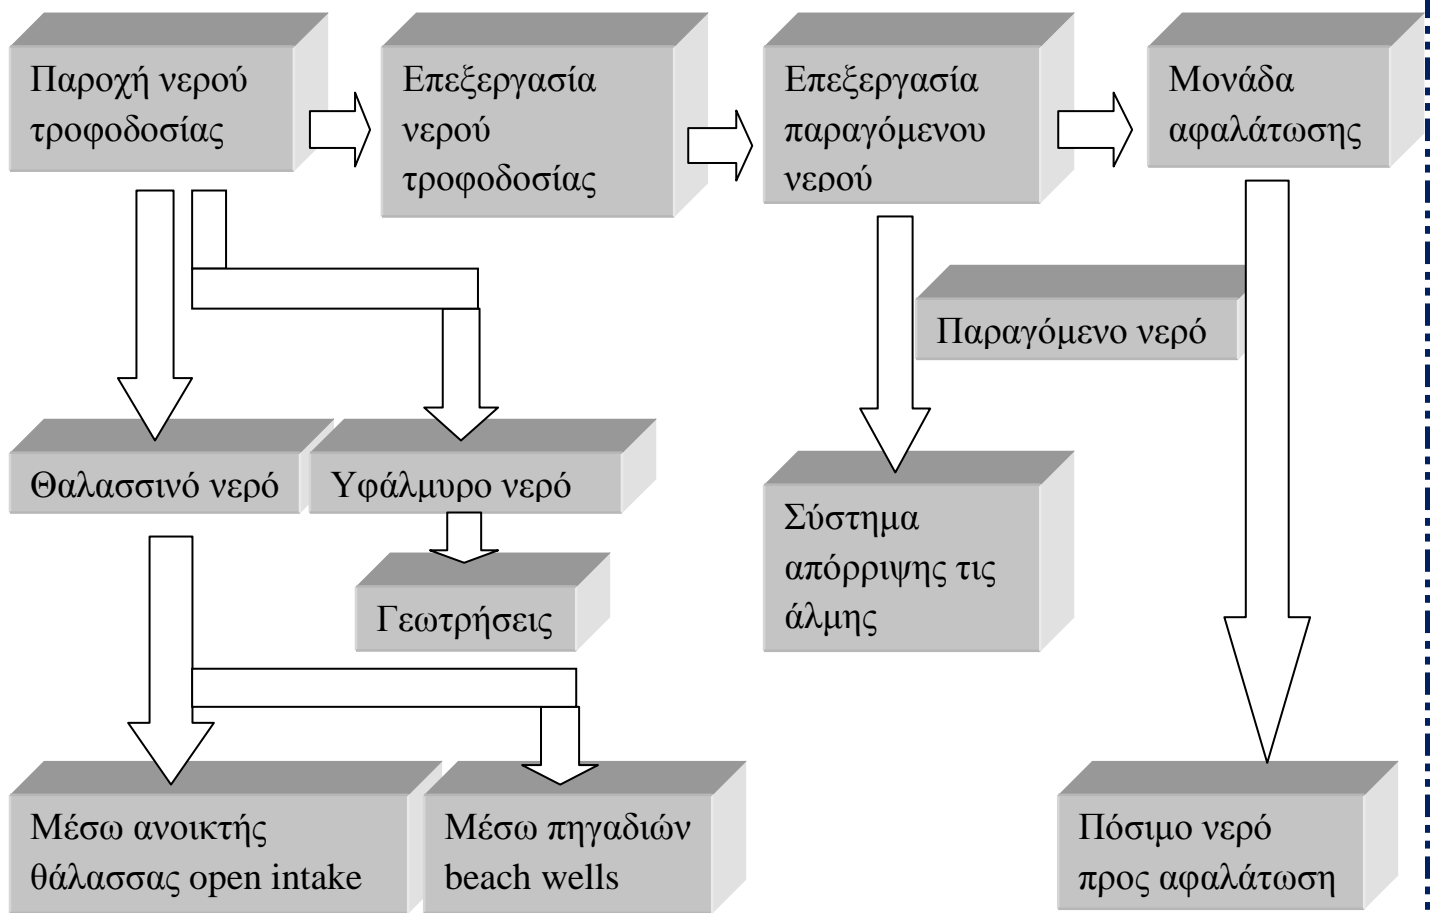 Παροχή νερού
τροφοδοσίας
Επεξεργασία
νερού
τροφοδοσίας
Επεξεργασία
παραγόμενου
νερού
Μονάδα
αφαλάτωσης
Παραγόμενο νερό
Θαλασσινό νερό
Υφάλμυρο νερό
Γεωτρήσεις
Σύστημα
απόρριψης τις
άλμης
Μέσω ανοικτής
θάλασσας open intake
Μέσω πηγαδιών
beach wells
Πόσιμο νερό
προς αφαλάτωση